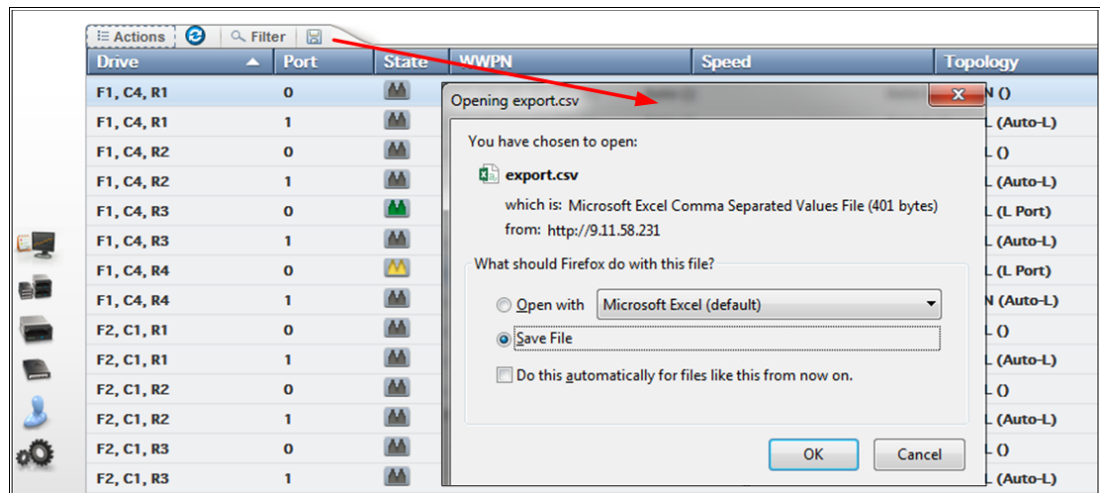 Actions Filter
Drive Port State WWPN Speed Topology
F1, C4, R1 0 N ()
F1, C4, R1 1 L (Auto-L)
F1, C4, R2 0 L ()
F1, C4, R2 1 L (Auto-L)
F1, C4, R3 0 L (L Port)
F1, C4, R3 1 L (Auto-L)
F1, C4, R4 0 L (L Port)
F1, C4, R4 1 N (Auto-L)
F2, C1, R1 0 L ()
F2, C1, R1 1 L (Auto-L)
F2, C1, R2 0 L ()
F2, C1, R2 1 L (Auto-L)
F2, C1, R3 0 L ()
F2, C1, R3 1 L (Auto-L)
Opening export.csv
You have chosen to open:
export.csv
which is: Microsoft Excel Comma Separated Values File (401 bytes)
from: http://9.11.58.231
What should Firefox do with this file?
Open with Microsoft Excel (default)
Save File
Do this automatically for files like this from now on.
OK Cancel